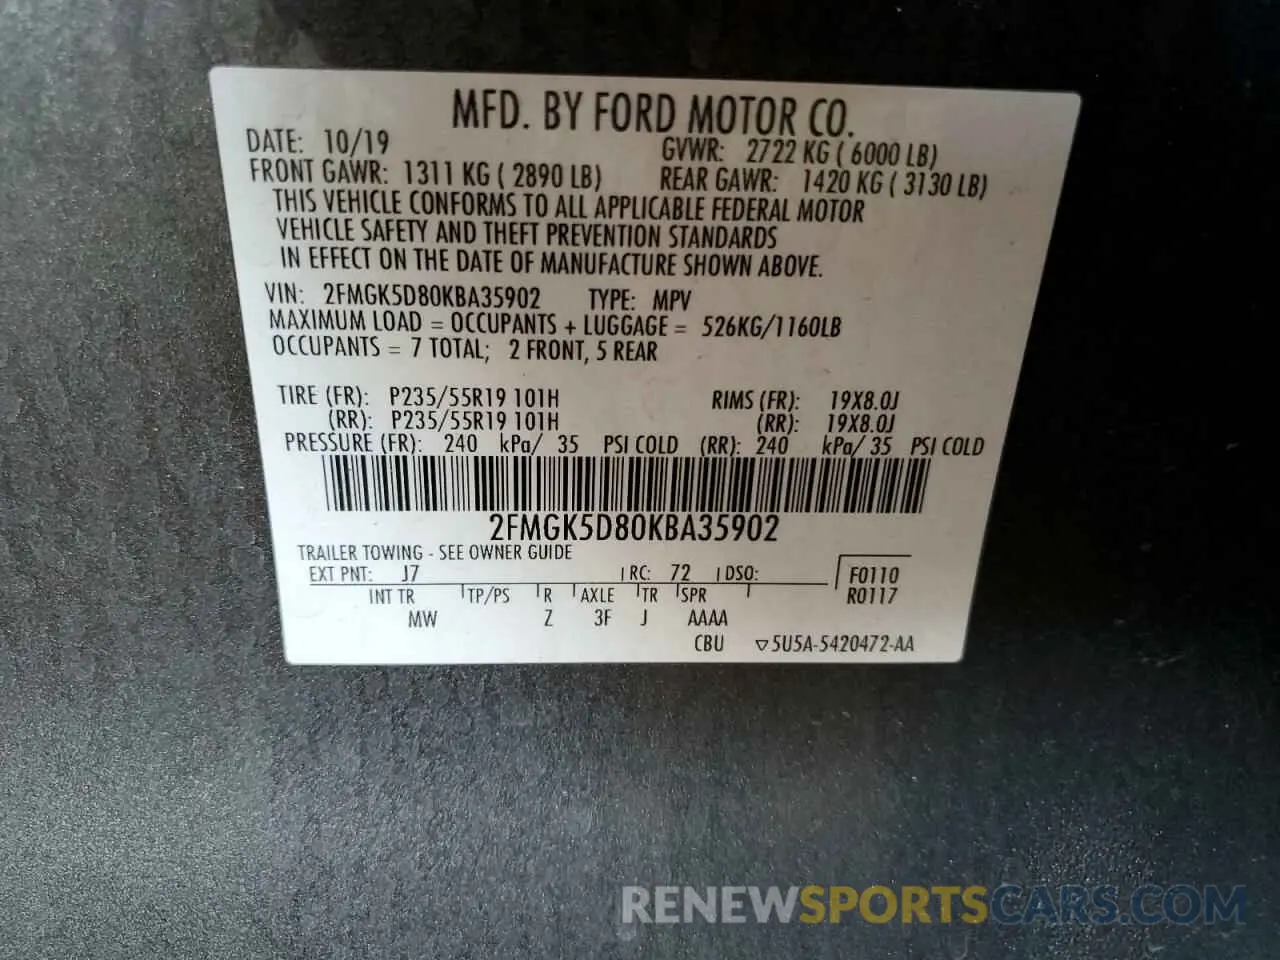 MFD. BY FORD MOTOR CO.
DATE: 10/19 GVWR: 2722 KG ( 6000 LB)
FRONT GAWR: 1311 KG ( 2890 LB) REAR GAWR: 1420 KG ( 3130 LB)
THIS VEHICLE CONFORMS TO ALL APPLICABLE FEDERAL MOTOR
VEHICLE SAFETY AND THEFT PREVENTION STANDARDS
IN EFFECT ON THE DATE OF MANUFACTURE SHOWN ABOVE.
VIN: 2FMGK5D80KBA35902 TYPE: MPV
MAXIMUM LOAD = OCCUPANTS + LUGGAGE = 526KG/1160LB
OCCUPANTS = 7 TOTAL; 2 FRONT, 5 REAR
TIRE (FR): P235/55R19 101H RIMS (FR): 19X8.0J
(RR): P235/55R19 101H (RR): 19X8.0J
PRESSURE (FR): 240 kPa/ 35 PSI COLD (RR): 240 kPa/ 35 PSI COLD
2FMGK5D80KBA35902
TRAILER TOWING - SEE OWNER GUIDE
EXT PNT: J7 RC: 72 DSO: F0110
INT TR TP/PS R AXLE TR SPR R0117
MW Z 3F J AAAA
CBU ▽5U5A-5420472-AA
RENEWSPORTSCARS.COM